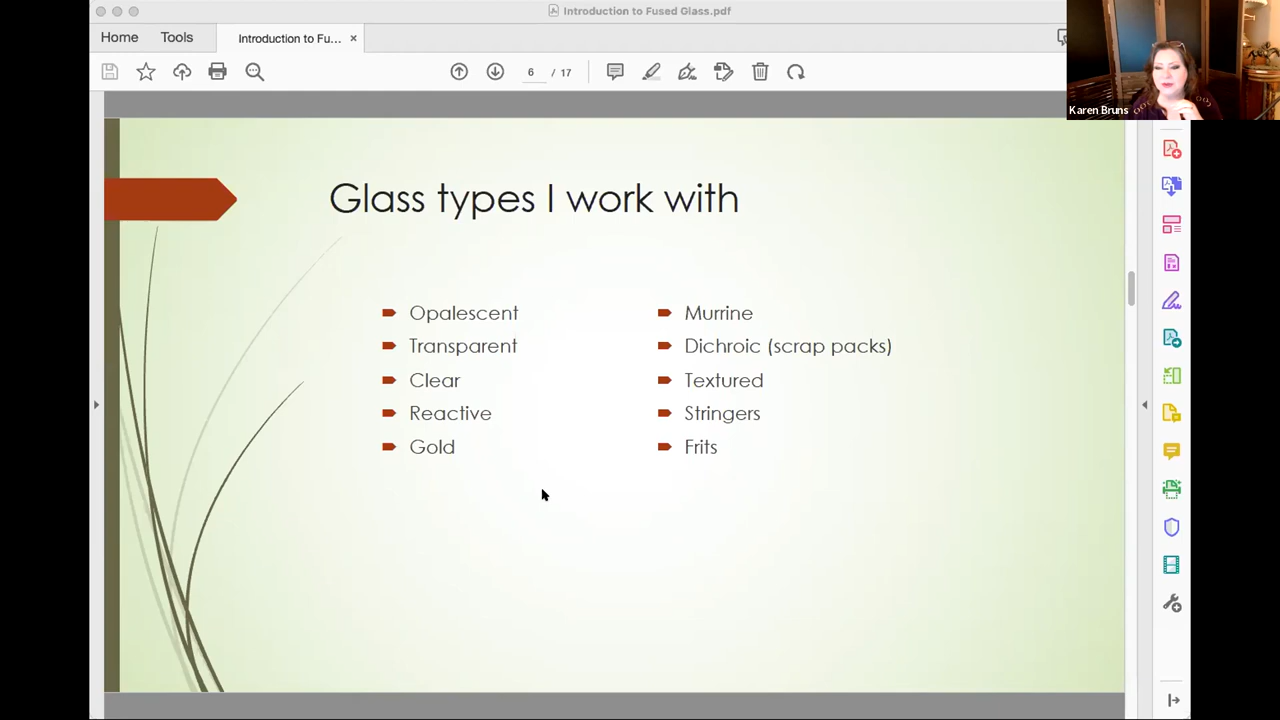 Introduction to Fused Glass.pdf
Home Tools Introduction to Fu... ×
6 / 17
Karen Bruns
Glass types I work with
Opalescent
Transparent
Clear
Reactive
Gold
Murrine
Dichroic (scrap packs)
Textured
Stringers
Frits